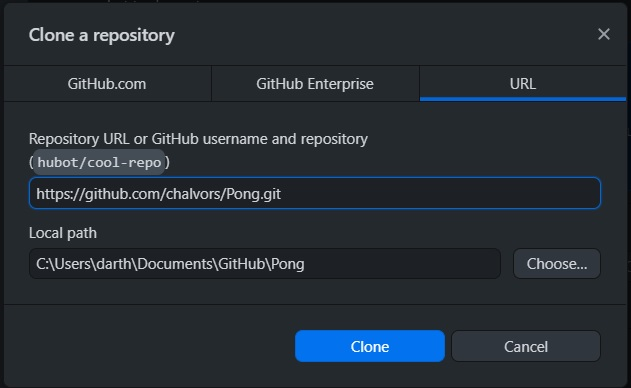 Clone a repository
GitHub.com
GitHub Enterprise
URL
Repository URL or GitHub username and repository
(hubot/cool-repo)
https://github.com/chalvors/Pong.git
Local path
C:\Users\darth\Documents\GitHub\Pong
Choose...
Clone
Cancel